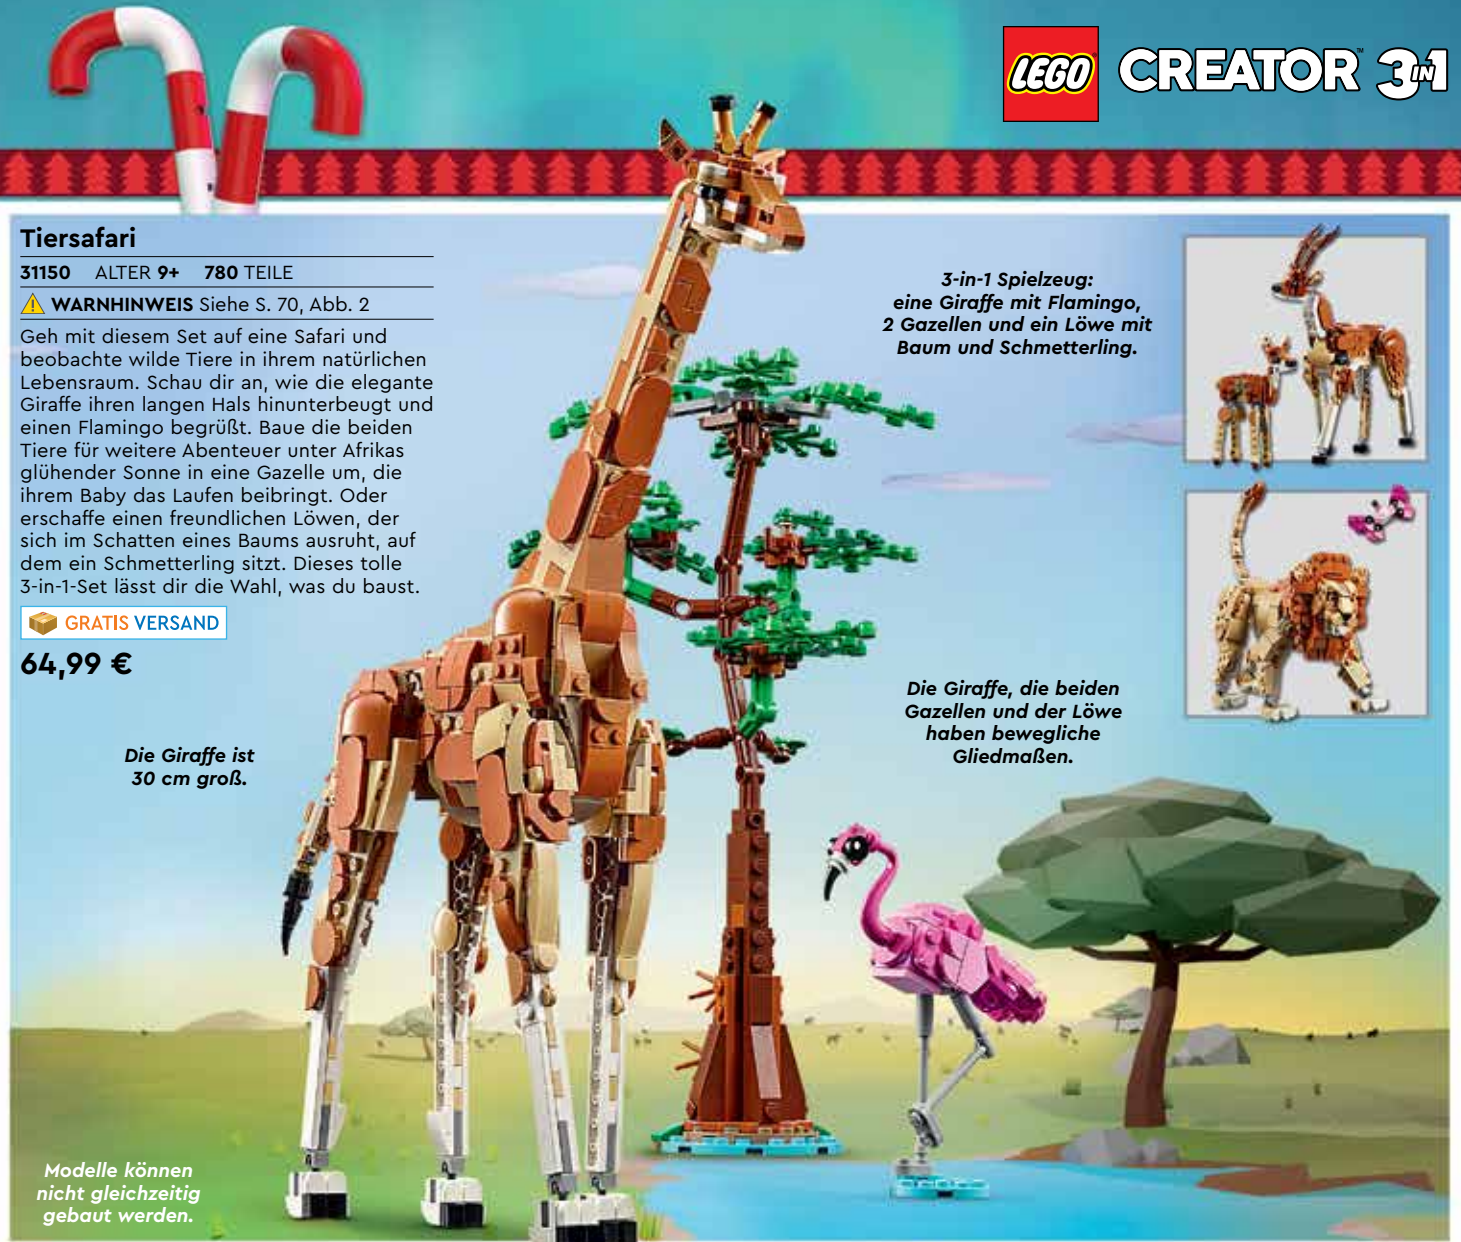 LEGO CREATOR™ 3IN1
Tiersafari
31150 ALTER 9+ 780 TEILE
WARNHINWEIS Siehe S. 70, Abb. 2
Geh mit diesem Set auf eine Safari und
beobachte wilde Tiere in ihrem natürlichen
Lebensraum. Schau dir an, wie die elegante
Giraffe ihren langen Hals hinunterbeugt und
einen Flamingo begrüßt. Baue die beiden
Tiere für weitere Abenteuer unter Afrikas
glühender Sonne in eine Gazelle um, die
ihrem Baby das Laufen beibringt. Oder
erschaffe einen freundlichen Löwen, der
sich im Schatten eines Baums ausruht, auf
dem ein Schmetterling sitzt. Dieses tolle
3-in-1-Set lässt dir die Wahl, was du baust.
GRATIS VERSAND
64,99 €
Die Giraffe ist
30 cm groß.
3-in-1 Spielzeug:
eine Giraffe mit Flamingo,
2 Gazellen und ein Löwe mit
Baum und Schmetterling.
Die Giraffe, die beiden
Gazellen und der Löwe
haben bewegliche
Gliedmaßen.
Modelle können
nicht gleichzeitig
gebaut werden.